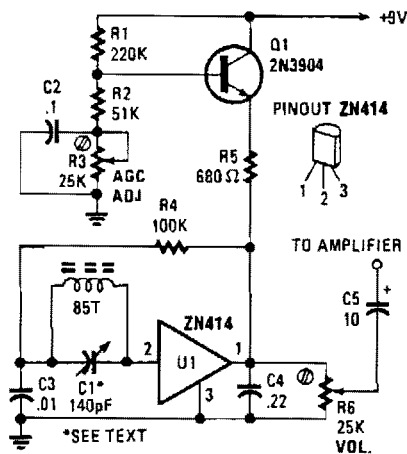 +9V
R1
220K
Q1
2N3904
C2
.1
R2
51K
PINOUT ZN414
R3
25K
AGC
ADJ
R5
680 Ω
1
2
3
R4
100K
TO AMPLIFIER
85T
ZN414
C5
10
+
2
U1
1
3
C3
.01
C1*
140pF
C4
.22
R6
25K
VOL.
*SEE TEXT